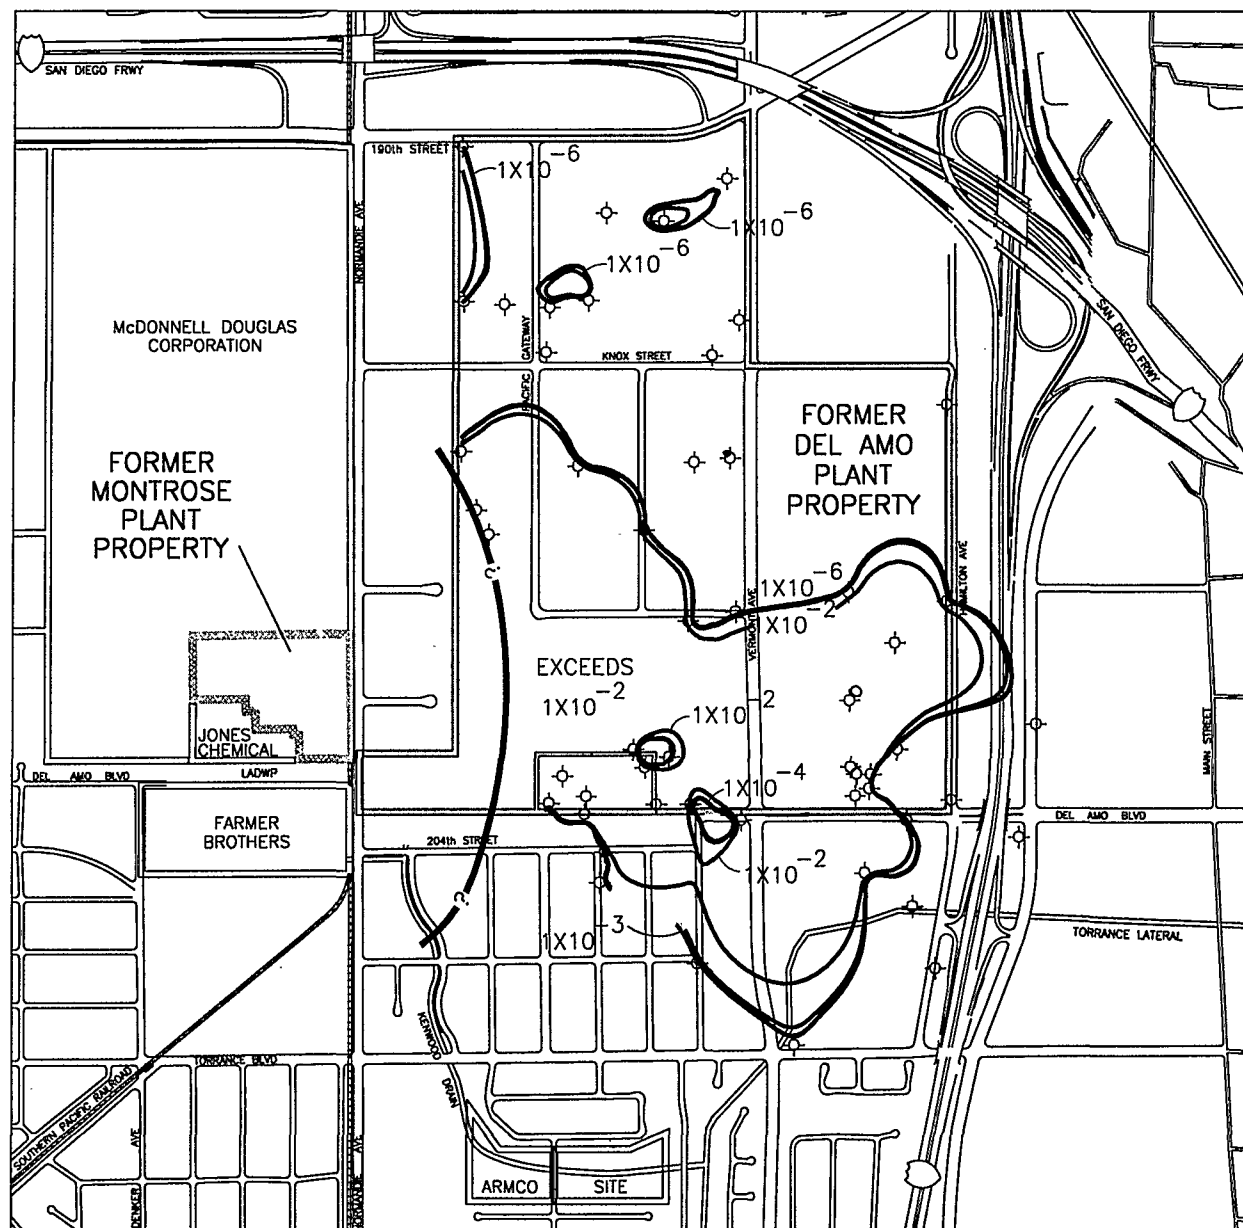 SAN DIEGO FRWY
190th STREET
1X10-6
1X10-6
1X10-6
NORMANDIE AVE
PACIFIC GATEWAY
KNOX STREET
SAN DIEGO FRWY
McDONNELL DOUGLAS
CORPORATION
FORMER
MONTROSE
PLANT
PROPERTY
FORMER
DEL AMO
PLANT
PROPERTY
HAMILTON AVE
1X10-6
1X10-2
VERMONT AVE
?
EXCEEDS
1X10-2
1X10-2
MAIN STREET
JONES
CHEMICAL
LADWP
DEL AMO BLVD
1X10-4
DEL AMO BLVD
FARMER
BROTHERS
204th STREET
1X10-2
?
1X10-3
TORRANCE LATERAL
KENWOOD
DRAIN
TORRANCE BLVD
SOUTHERN PACIFIC RAILROAD
DENKER AVE
NORMANDIE AVE
ARMCO SITE